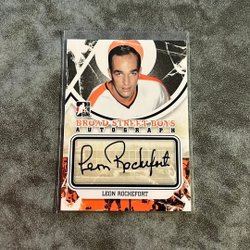 BROAD STREET BOYS
AUTOGRAPH
Leon Rochefort
LEON ROCHEFORT